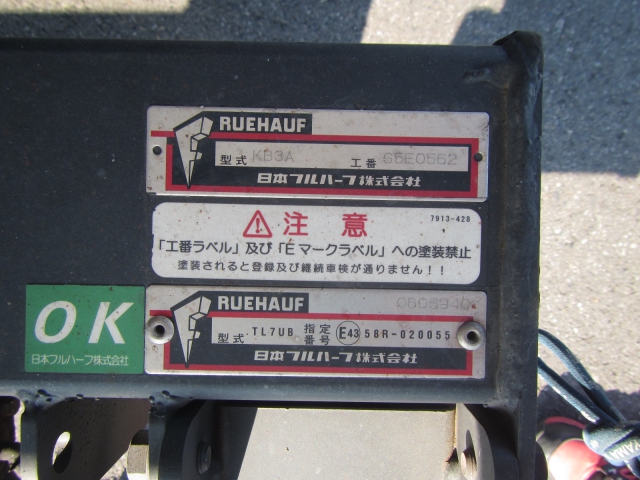 FRUEHAUF
型式 KB3A 工番 G5E0562
日本フルハーフ株式会社
注意
7913-428
「工番ラベル」及び「Eマークラベル」への塗装禁止
塗装されると登録及び継続車検が通りません!!
OK
日本フルハーフ株式会社
FRUEHAUF
型式 TL7UB 指定番号 E43 58R-020055
日本フルハーフ株式会社